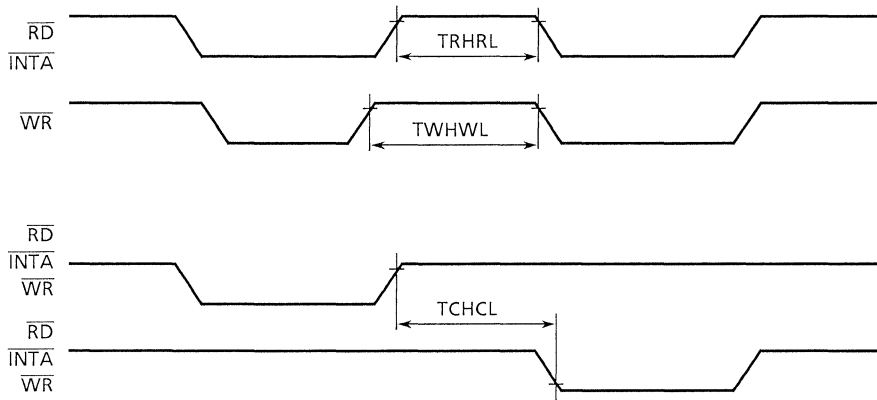 RD
INTA
TRHRL
WR
TWHWL
RD
INTA
WR
TCHCL
RD
INTA
WR